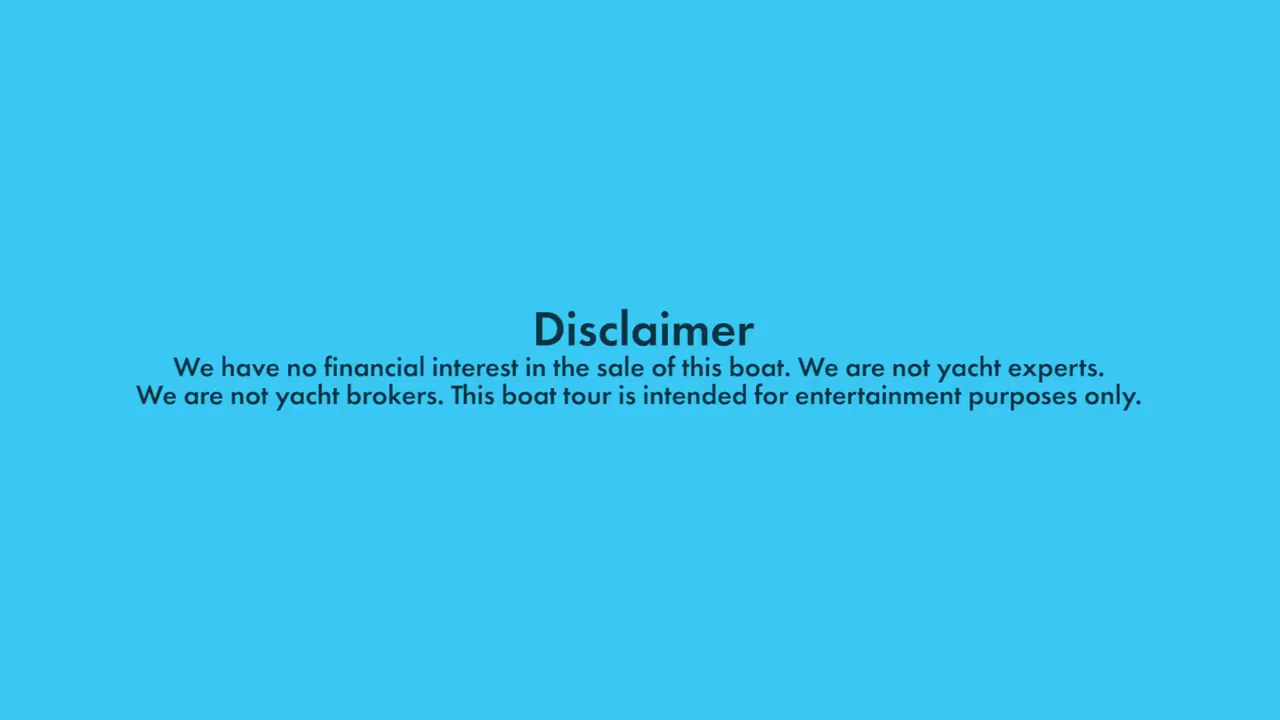 Disclaimer
We have no financial interest in the sale of this boat. We are not yacht experts.
We are not yacht brokers. This boat tour is intended for entertainment purposes only.